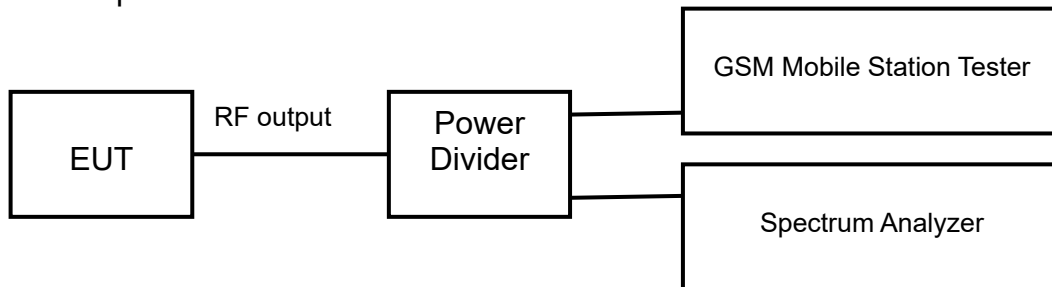 GSM Mobile Station Tester
RF output
EUT
Power
Divider
Spectrum Analyzer